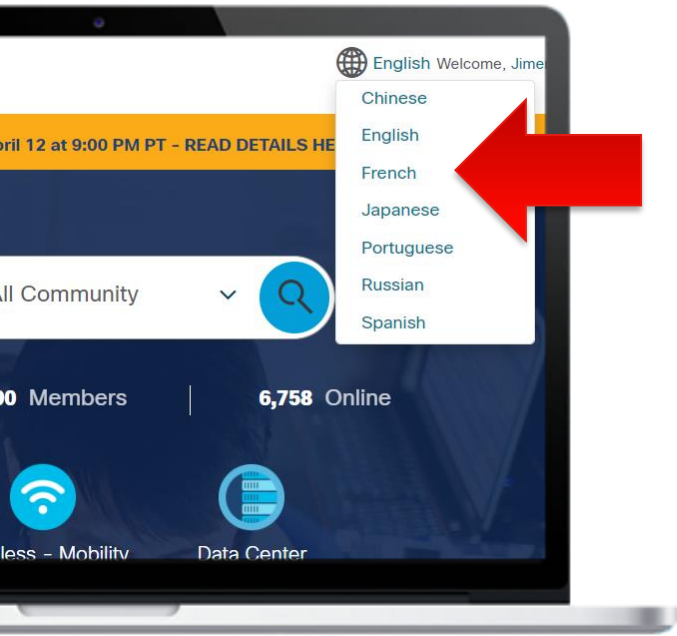 English Welcome, Jime
Chinese
English
French
Japanese
Portuguese
Russian
Spanish
pril 12 at 9:00 PM PT - READ DETAILS HE
All Community
00 Members
6,758 Online
less - Mobility
Data Center